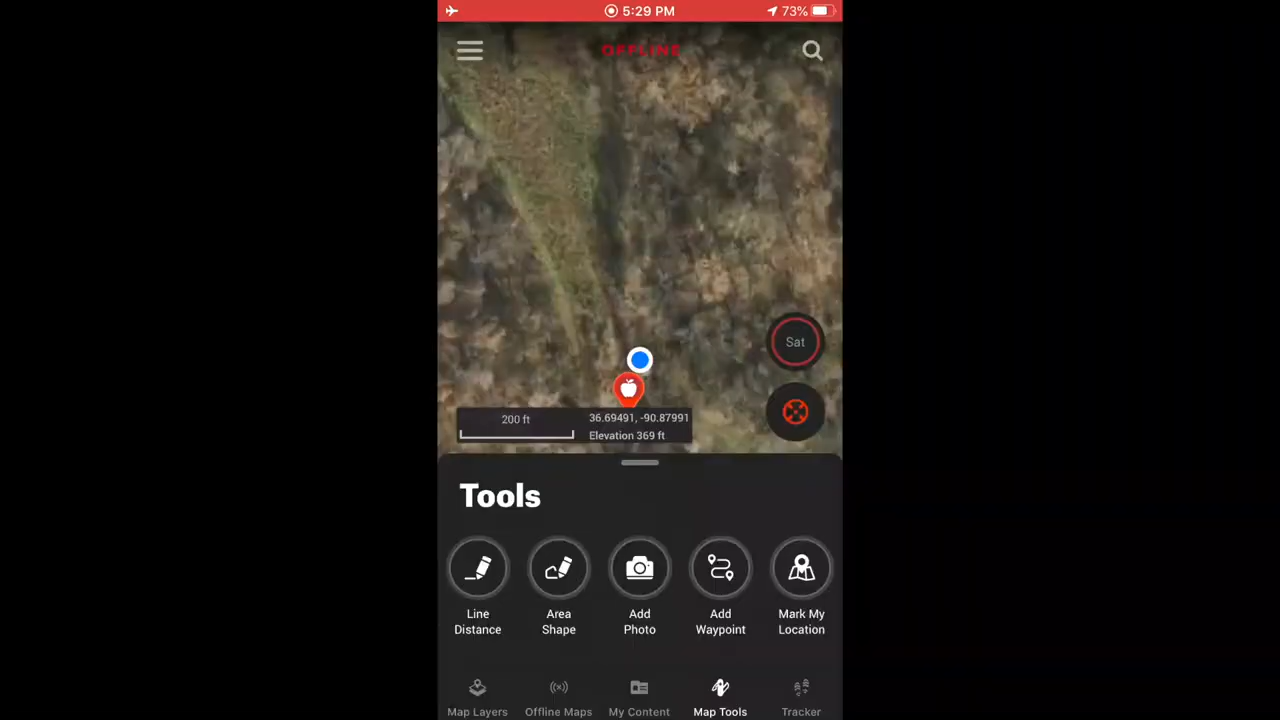 5:29 PM
73%
OFFLINE
Sat
200 ft
36.69491, -90.87991
Elevation 369 ft
Tools
Line Distance
Area Shape
Add Photo
Add Waypoint
Mark My Location
Map Layers
Offline Maps
My Content
Map Tools
Tracker